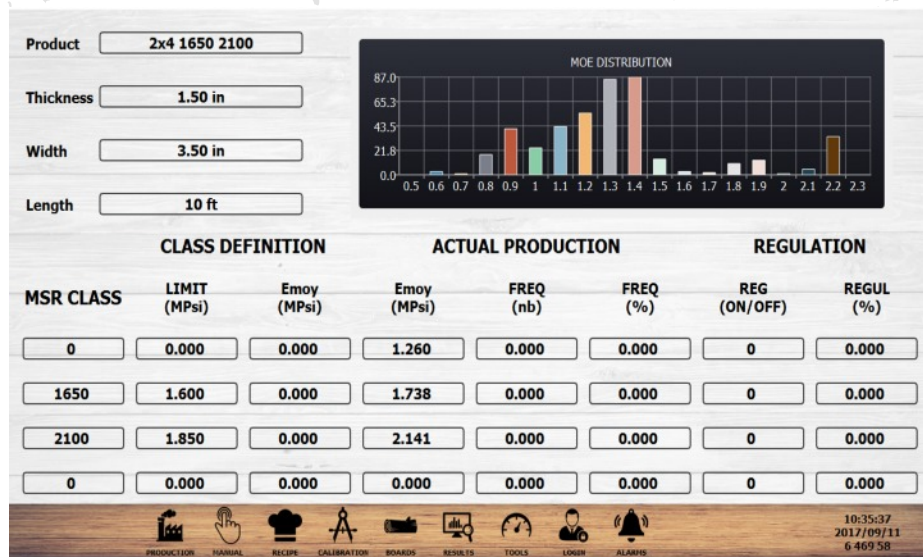 Product 2x4 1650 2100
Thickness 1.50 in
Width 3.50 in
Length 10 ft
MOE DISTRIBUTION
87.0
65.3
43.5
21.8
0.0
0.5 0.6 0.7 0.8 0.9 1 1.1 1.2 1.3 1.4 1.5 1.6 1.7 1.8 1.9 2 2.1 2.2 2.3
CLASS DEFINITION ACTUAL PRODUCTION REGULATION
MSR CLASS LIMIT (MPsi) Emoy (MPsi) Emoy (MPsi) FREQ (nb) FREQ (%) REG (ON/OFF) REGUL (%)
0 0.000 0.000 1.260 0.000 0.000 0 0.000
1650 1.600 0.000 1.738 0.000 0.000 0 0.000
2100 1.850 0.000 2.141 0.000 0.000 0 0.000
0 0.000 0.000 0.000 0.000 0.000 0 0.000
PRODUCTION MANUAL RECIPE CALIBRATION BOARDS RESULTS TOOLS LOGIN ALARMS
10:35:37
2017/09/11
6 469 58